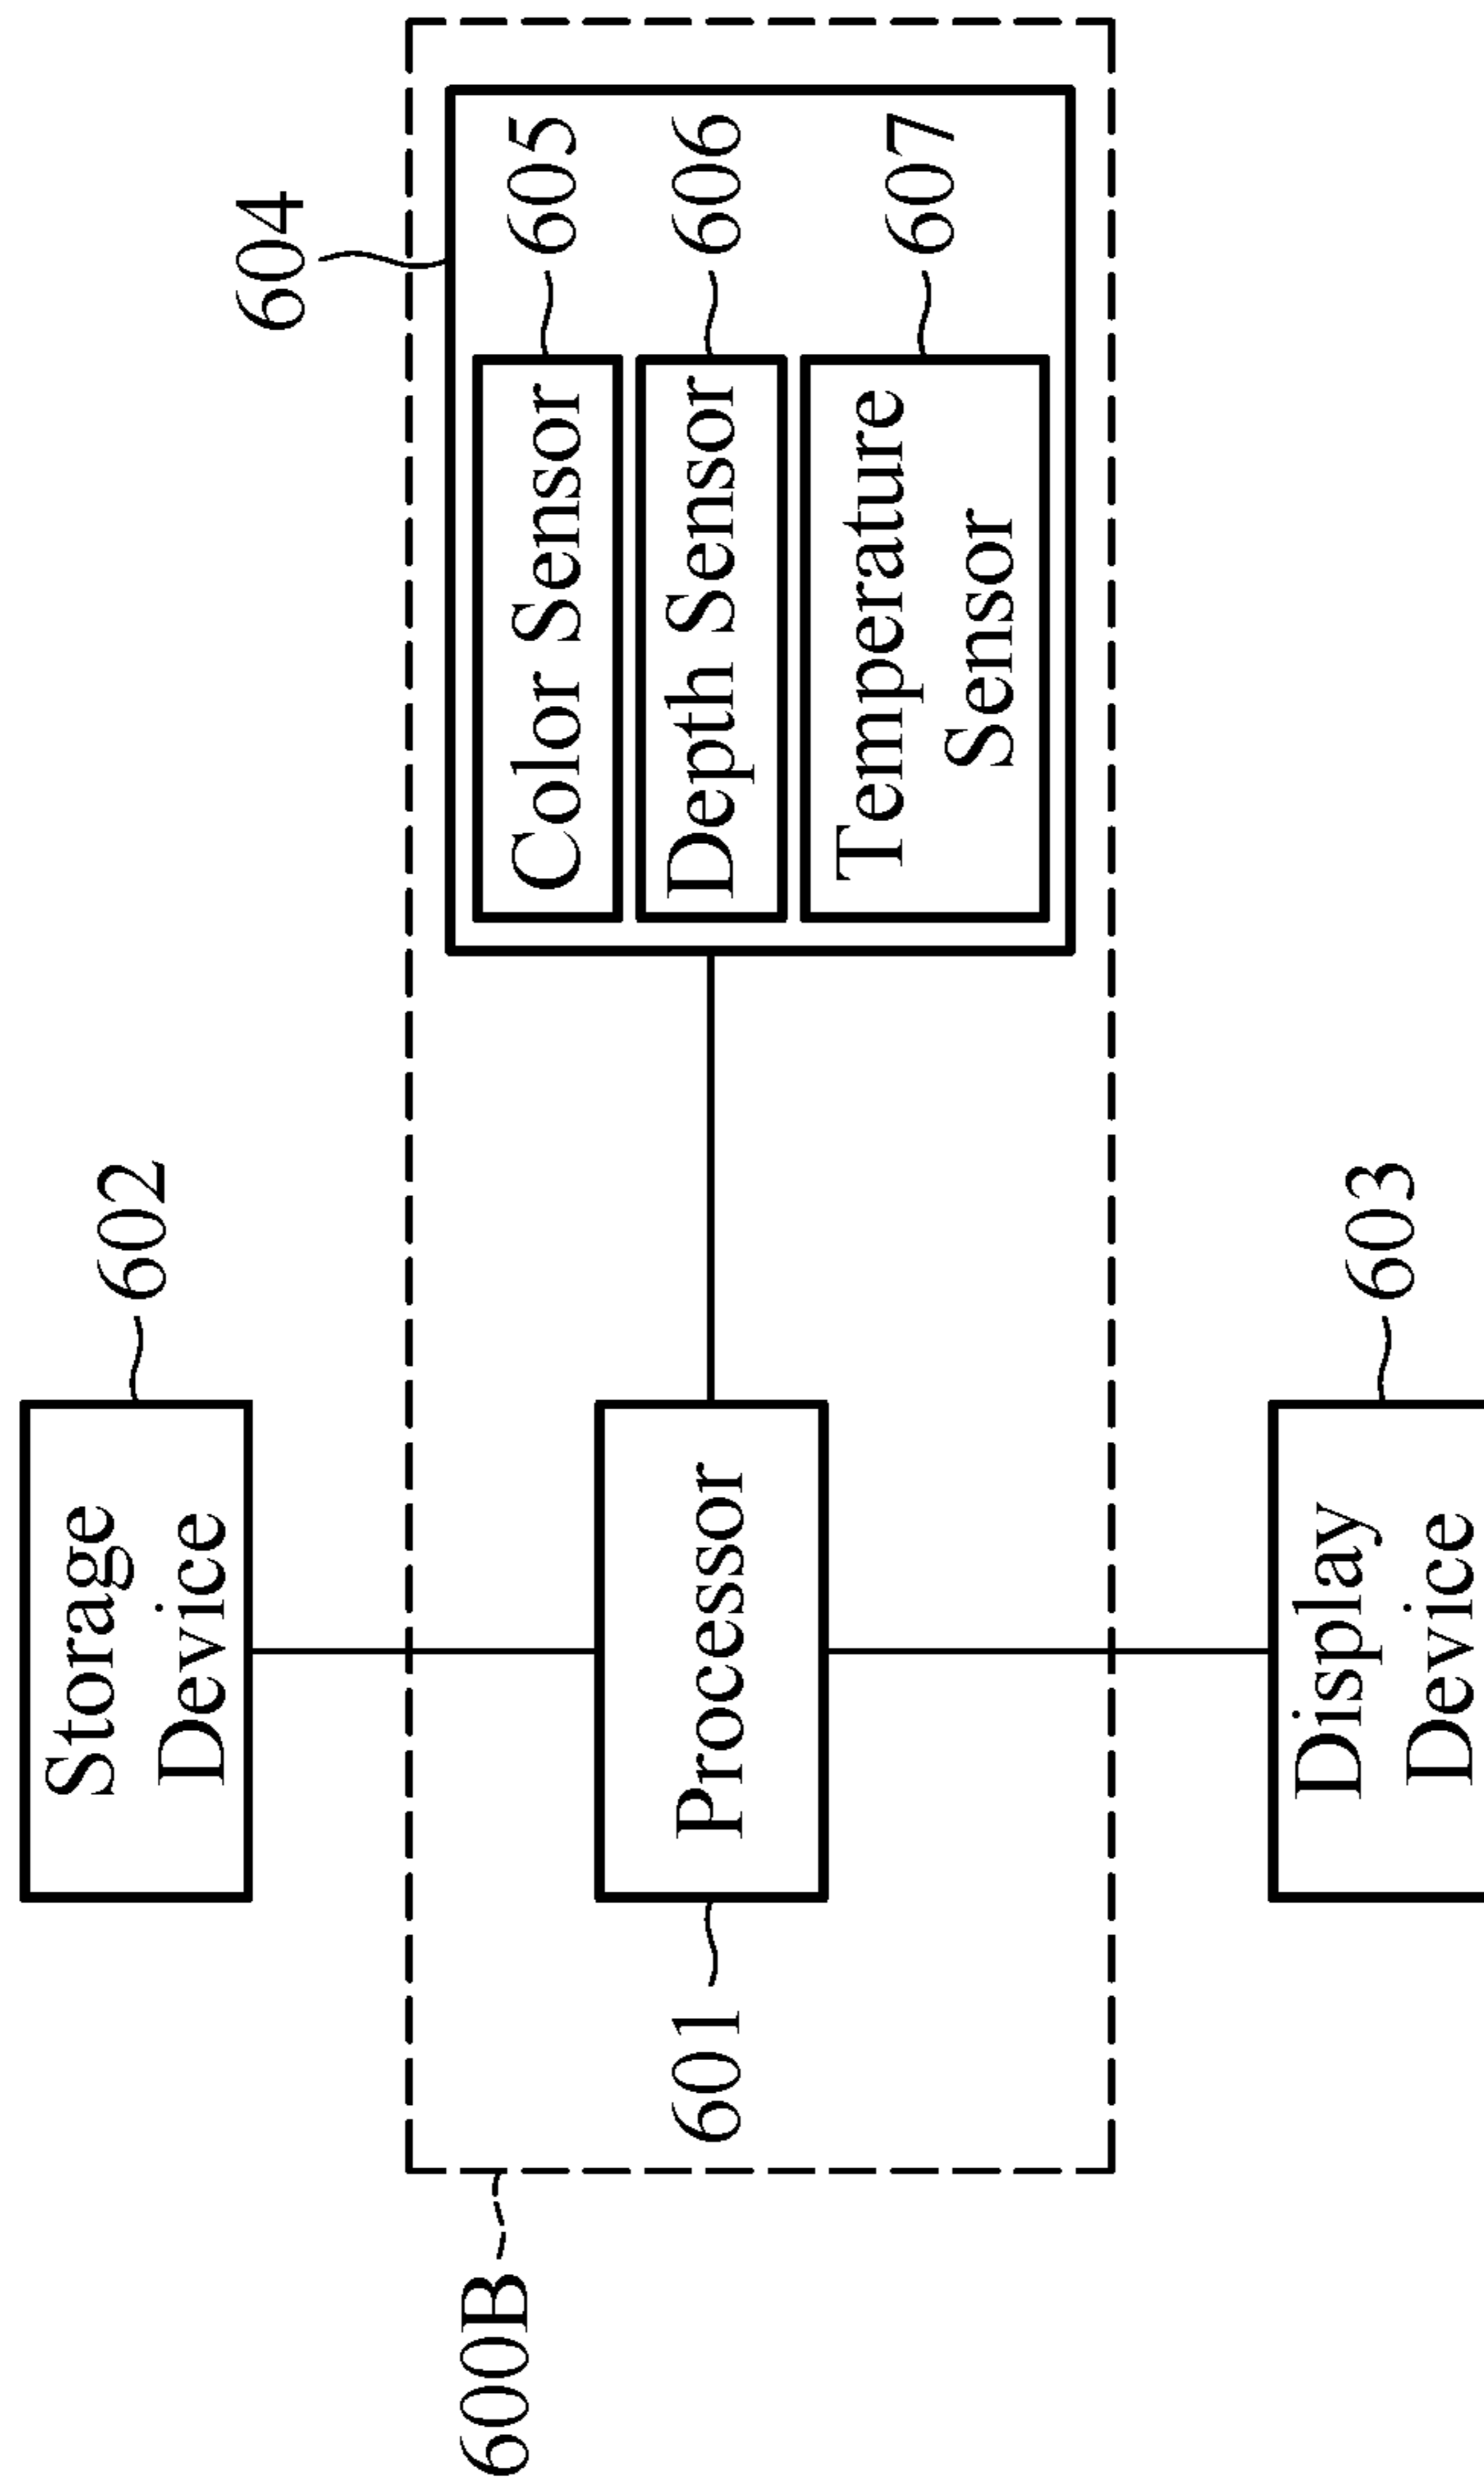 602
Storage
Device
604
Color Sensor
605
Depth Sensor
606
Temperature
Sensor
607
Processor
601
600B
603
Display
Device